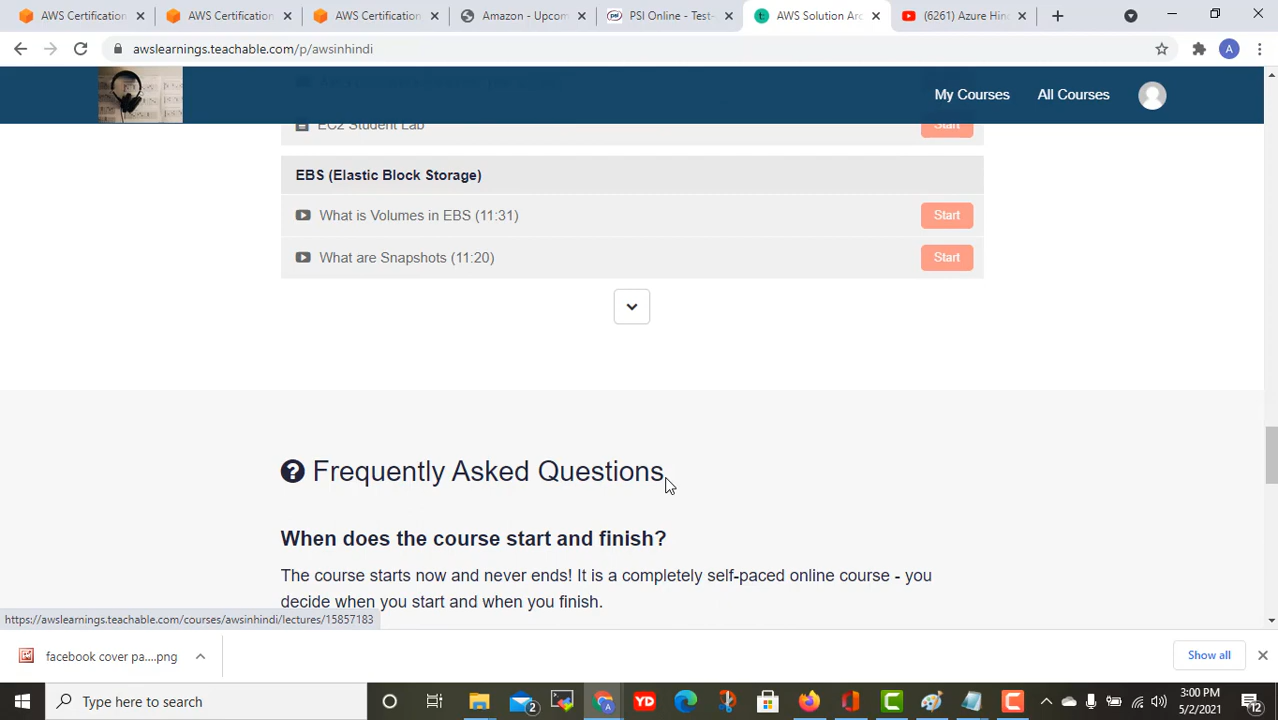 AWS Certification
AWS Certification
AWS Certification
Amazon - Upcom
PSI Online - Test-
AWS Solution Arc
(6261) Azure Hind
awslearnings.teachable.com/p/awsinhindi
A
My Courses
All Courses
EC2 Student Lab
Start
EBS (Elastic Block Storage)
What is Volumes in EBS (11:31)
Start
What are Snapshots (11:20)
Start
Frequently Asked Questions
When does the course start and finish?
The course starts now and never ends! It is a completely self-paced online course - you
decide when you start and when you finish.
https://awslearnings.teachable.com/courses/awsinhindi/lectures/15857183
facebook cover pa....png
Show all
Type here to search
2
A
YD
3:00 PM
5/2/2021
12